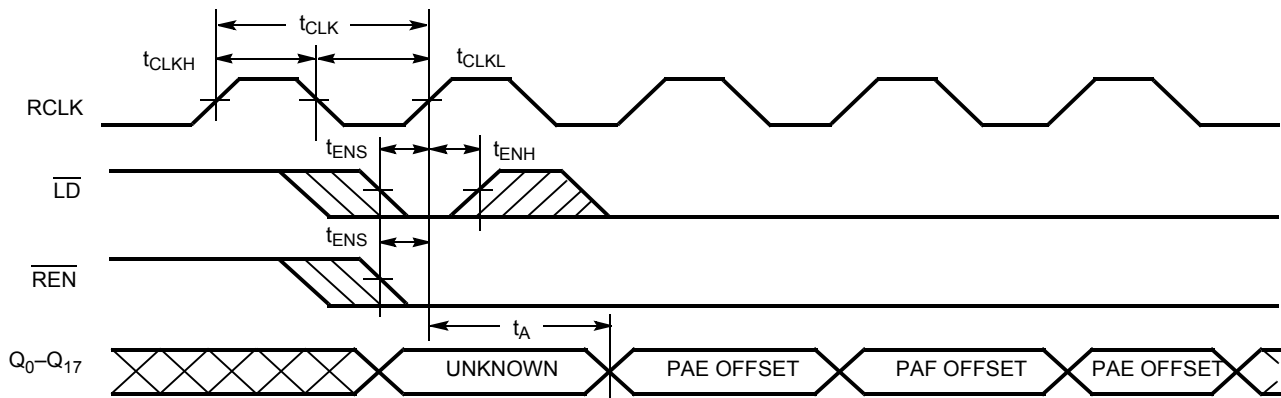 tCLK
tCLKH
tCLKL
RCLK
tENS
tENH
LD
tENS
REN
tA
Q0–Q17
UNKNOWN
PAE OFFSET
PAF OFFSET
PAE OFFSET